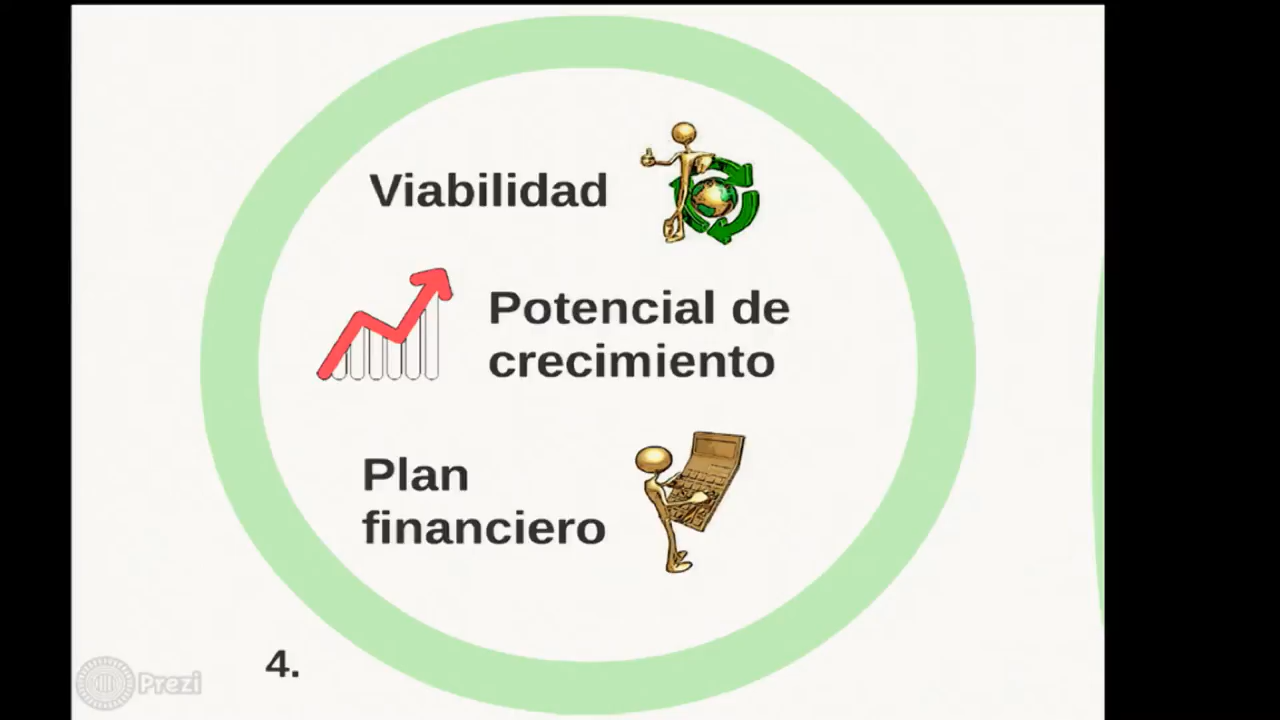 Viabilidad
Potencial de
crecimiento
Plan
financiero
4.
Prezi